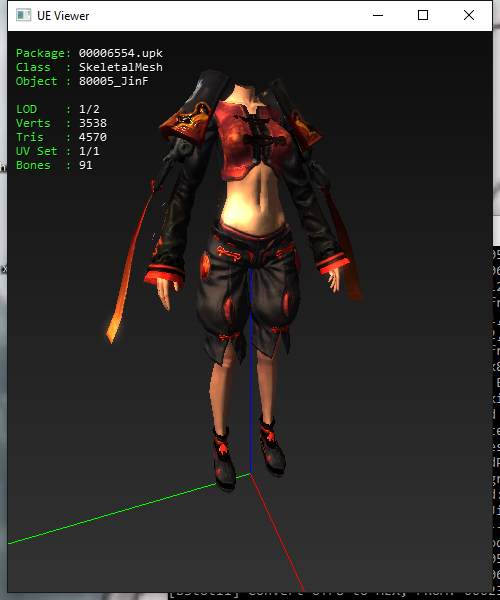 UE Viewer
Package: 00006554.upk
Class : SkeletalMesh
Object : 80005_JinF
LOD : 1/2
Verts : 3538
Tris : 4570
UV Set : 1/1
Bones : 91